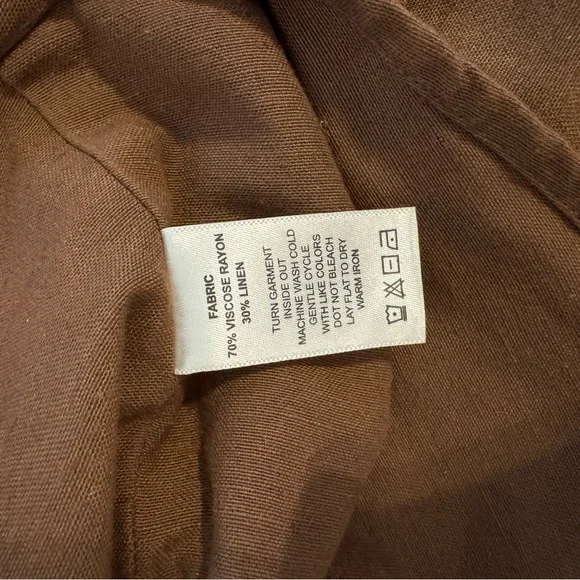 FABRIC
70% VISCOSE RAYON
30% LINEN
TURN GARMENT
INSIDE OUT
MACHINE WASH COLD
GENTLE CYCLE
WITH LIKE COLORS
DOT NOT BLEACH
LAY FLAT TO DRY
WARM IRON